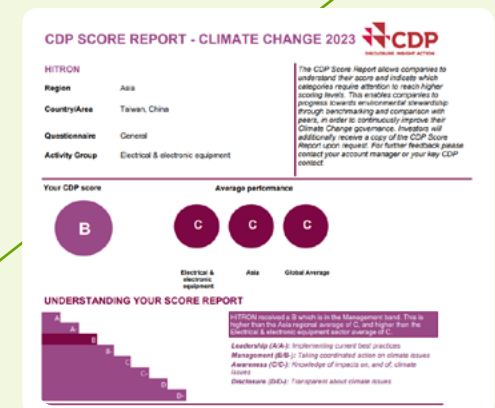 CDP SCORE REPORT - CLIMATE CHANGE 2023
CDP
DISCLOSURE INSIGHT ACTION
HITRON
Region Asia
Country/Area Taiwan, China
Questionnaire General
Activity Group Electrical & electronic equipment
The CDP Score Report allows companies to
understand their score and indicate which
categories require attention to reach higher
scoring levels. This enables companies to
progress towards environmental stewardship
through benchmarking and comparison with
peers, in order to continuously improve their
Climate Change governance. Investors will
additionally receive a copy of the CDP Score
Report upon request. For further feedback please
contact your account manager or your key CDP
contact.
Your CDP score
Average performance
B
C
C
C
Electrical &
electronic
equipment
Asia
Global Average
UNDERSTANDING YOUR SCORE REPORT
A
A-
B
B-
C
C-
D
D-
HITRON received a B which is in the Management band. This is
higher than the Asia regional average of C, and higher than the
Electrical & electronic equipment sector average of C.
Leadership (A/A-): Implementing current best practices
Management (B/B-): Taking coordinated action on climate issues
Awareness (C/C-): Knowledge of impacts on, and of, climate
issues
Disclosure (D/D-): Transparent about climate issues